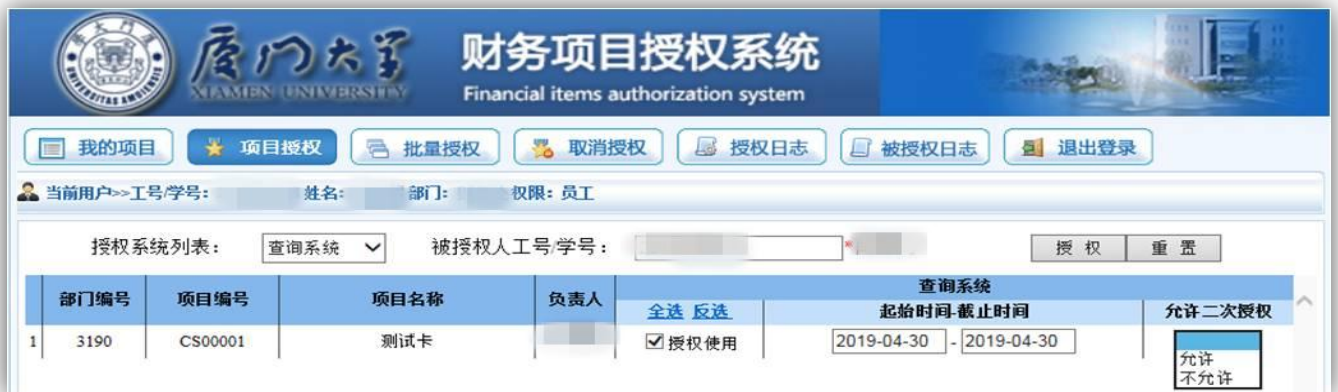 厦门大学
XIAMEN UNIVERSITY
财务项目授权系统
Financial items authorization system
我的项目 项目授权 批量授权 取消授权 授权日志 被授权日志 退出登录
当前用户>>工号/学号: 姓名: 部门: 权限: 员工
授权系统列表: 查询系统 被授权人工号/学号: * 授 权 重 置
部门编号 项目编号 项目名称 负责人 查询系统
全选 反选 起始时间-截止时间 允许二次授权
1 3190 CS00001 测试卡 授权使用 2019-04-30 - 2019-04-30
允许
不允许